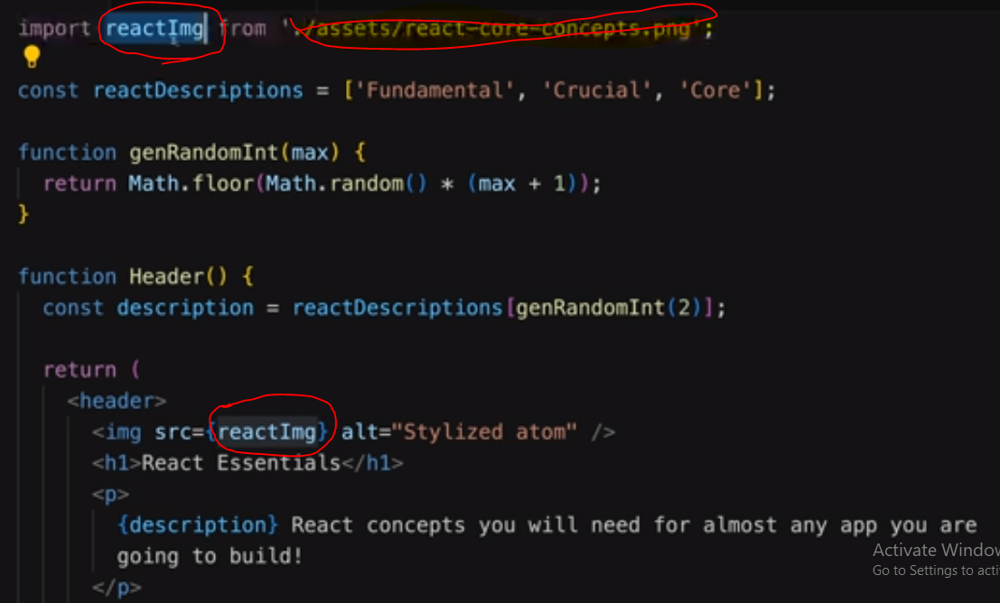 import reactImg from './assets/react-core-concepts.png';
const reactDescriptions = ['Fundamental', 'Crucial', 'Core'];
function genRandomInt(max) {
return Math.floor(Math.random() * (max + 1));
}
function Header() {
const description = reactDescriptions[genRandomInt(2)];
return (
<header>
<img src={reactImg} alt="Stylized atom" />
<h1>React Essentials</h1>
<p>
{description} React concepts you will need for almost any app you are
going to build!
</p>
Activate Window
Go to Settings to acti